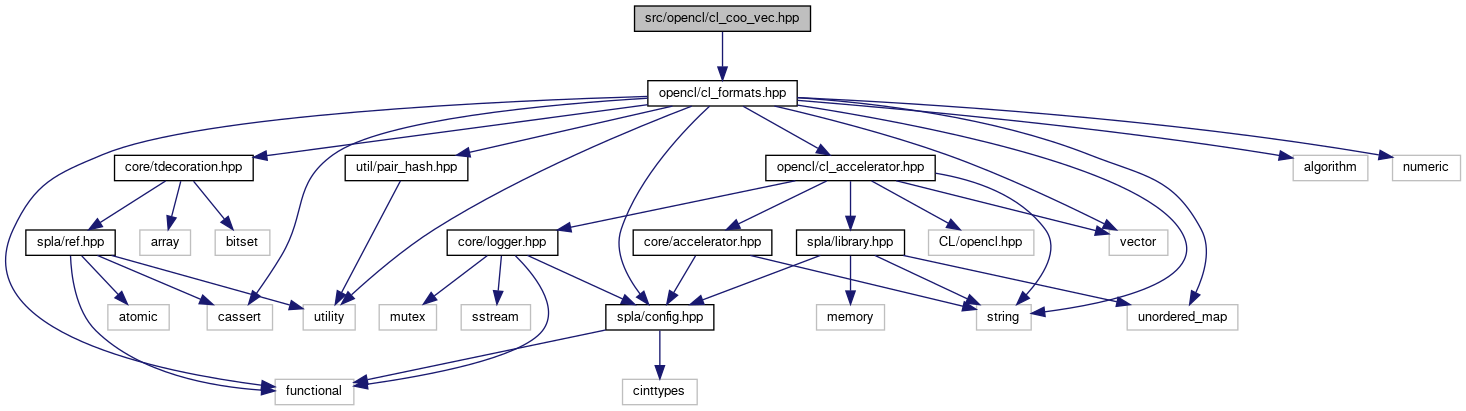 src/opencl/cl_coo_vec.hpp
opencl/cl_formats.hpp
core/tdecoration.hpp
util/pair_hash.hpp
opencl/cl_accelerator.hpp
algorithm
numeric
spla/ref.hpp
array
bitset
core/logger.hpp
core/accelerator.hpp
spla/library.hpp
CL/opencl.hpp
vector
atomic
cassert
utility
mutex
sstream
spla/config.hpp
memory
string
unordered_map
functional
cinttypes